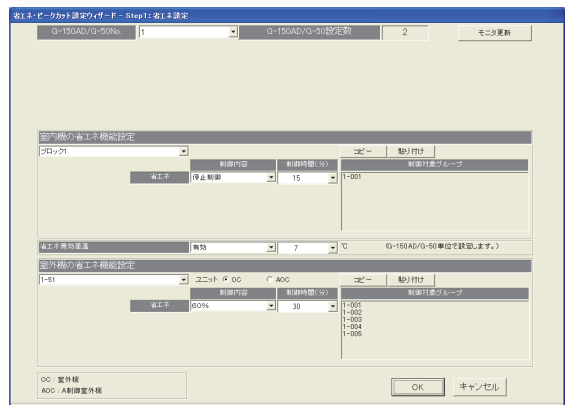 省エネ・ピークカット設定ウィザード - Step1:省エネ設定
G-150AD/G-50No. 1 G-150AD/G-50設定数 2 モニタ更新
室内機の省エネ機能設定
ブロック1 コピー 貼り付け
制御内容 制御時間(分) 制御対象グループ
省エネ 停止制御 15 1-001
省エネ無効差温 有効 7 ℃ (G-150AD/G-50単位で設定します。)
室外機の省エネ機能設定
1-51 ユニット OC AOC コピー 貼り付け
制御内容 制御時間(分) 制御対象グループ
省エネ 60% 30 1-001
1-002
1-003
1-004
1-005
OC:室外機
AOC:A制御室外機
OK キャンセル